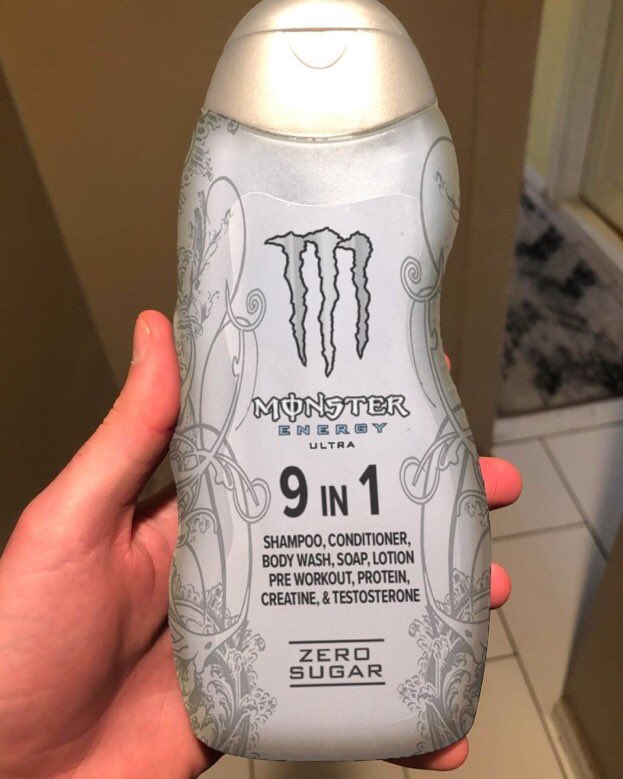 MONSTER
ENERGY
ULTRA
9 IN 1
SHAMPOO, CONDITIONER,
BODY WASH, SOAP, LOTION
PRE WORKOUT, PROTEIN,
CREATINE, & TESTOSTERONE
ZERO
SUGAR